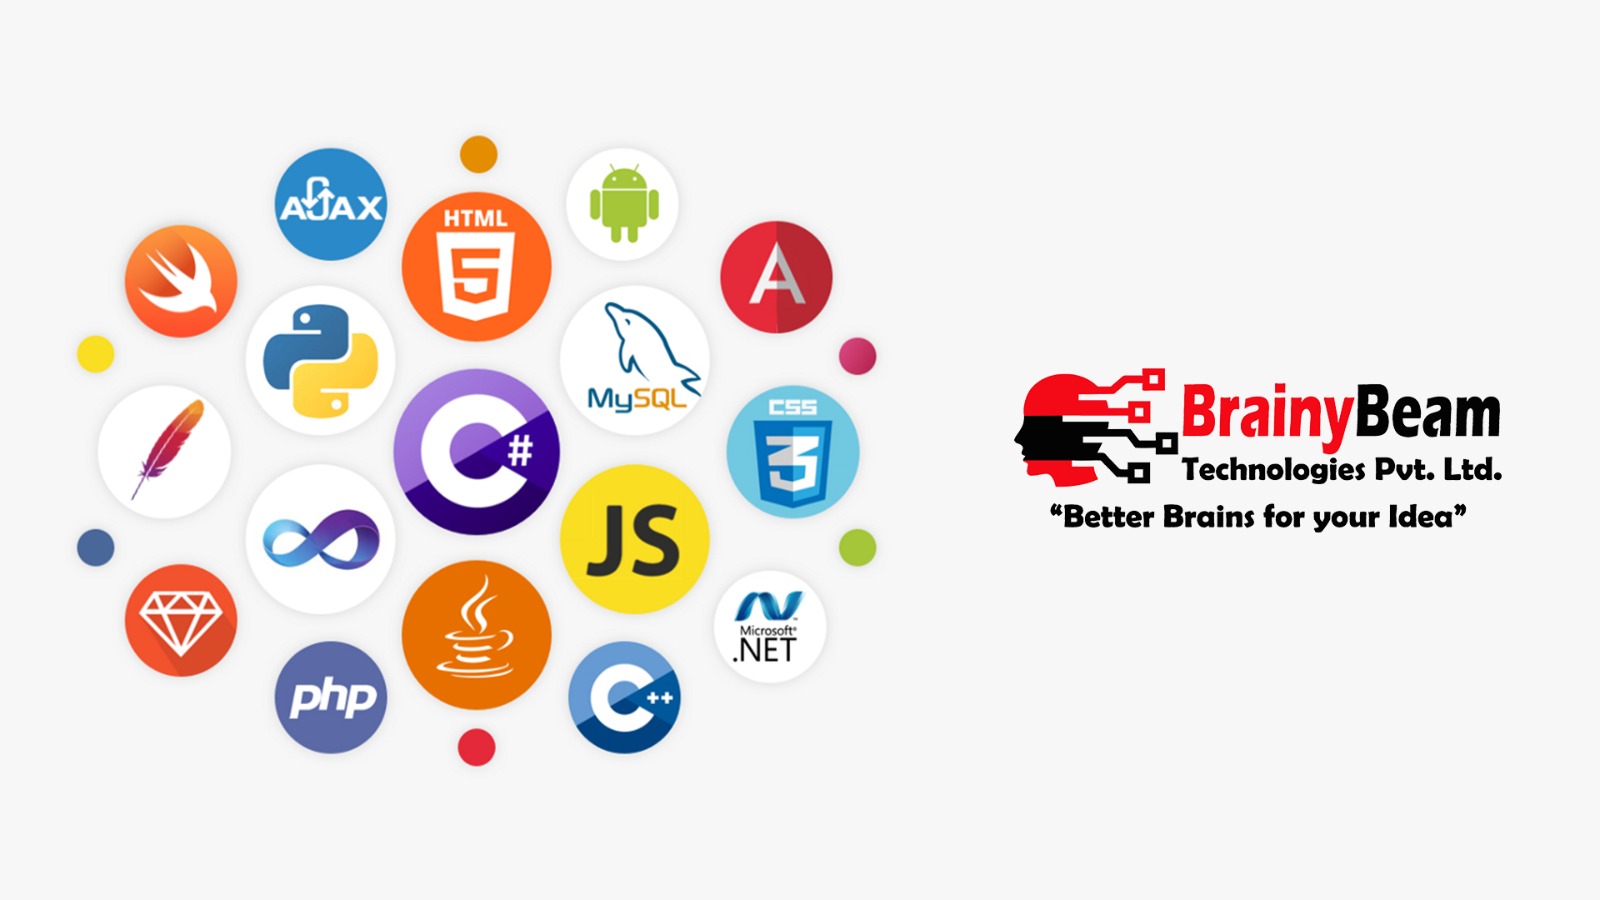 AJAX
HTML
5
A
MySQL
CSS
3
C#
JS
Microsoft®
.NET
php
C++
BrainyBeam
Technologies Pvt. Ltd.
“Better Brains for your Idea”